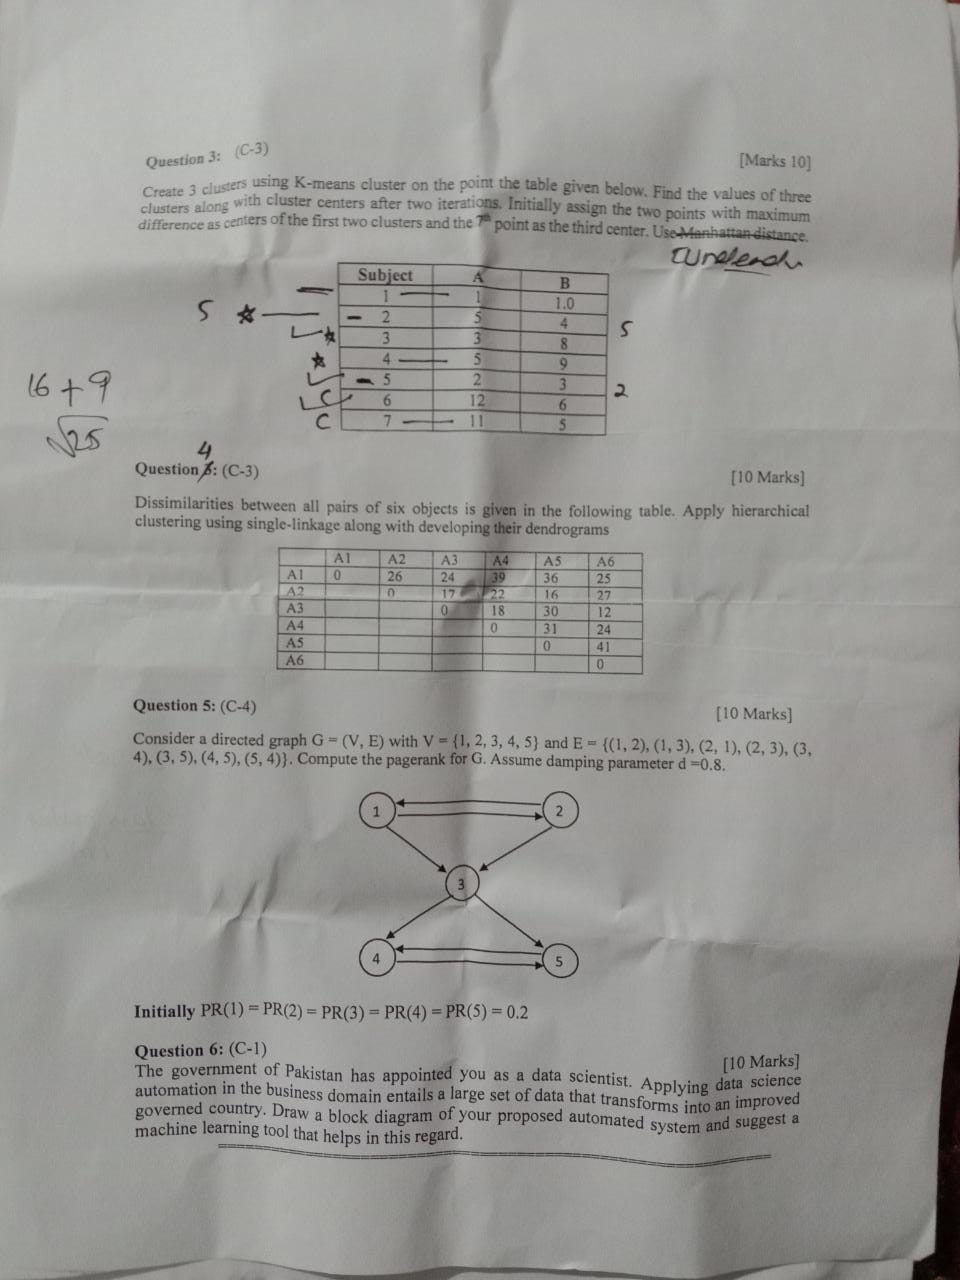 Question 3: (C-3) [Marks 10]
Create 3 clusters using K-means cluster on the point the table given below. Find the values of three
clusters along with cluster centers after two iterations. Initially assign the two points with maximum
difference as centers of the first two clusters and the 7th point as the third center. Use Manhattan distance.
Subject A B
1 1 1.0
5 2 5 4 5
3 3 8
4 5 9
5 2 3 2
C 6 12 6
C 7 11 5
16 + 9
√25
4
Question 3: (C-3) [10 Marks]
Dissimilarities between all pairs of six objects is given in the following table. Apply hierarchical
clustering using single-linkage along with developing their dendrograms
A1 A2 A3 A4 A5 A6
A1 0 26 24 39 36 25
A2 0 17 22 16 27
A3 0 18 30 12
A4 0 31 24
A5 0 41
A6 0
Question 5: (C-4) [10 Marks]
Consider a directed graph G = (V, E) with V = {1, 2, 3, 4, 5} and E = {(1, 2), (1, 3), (2, 1), (2, 3), (3,
4), (3, 5), (4, 5), (5, 4)}. Compute the pagerank for G. Assume damping parameter d =0.8.
1 2
3
4 5
Initially PR(1) = PR(2) = PR(3) = PR(4) = PR(5) = 0.2
Question 6: (C-1) [10 Marks]
The government of Pakistan has appointed you as a data scientist. Applying data science
automation in the business domain entails a large set of data that transforms into an improved
governed country. Draw a block diagram of your proposed automated system and suggest a
machine learning tool that helps in this regard.